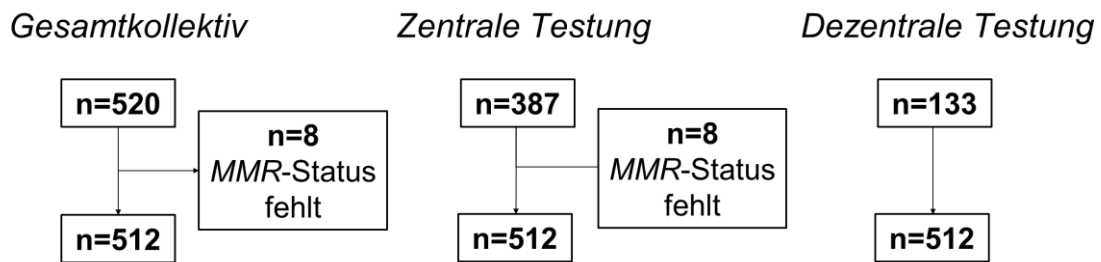 Gesamtkollektiv
n=520
n=8
MMR-Status
fehlt
n=512
Zentrale Testung
n=387
n=8
MMR-Status
fehlt
n=512
Dezentrale Testung
n=133
n=512